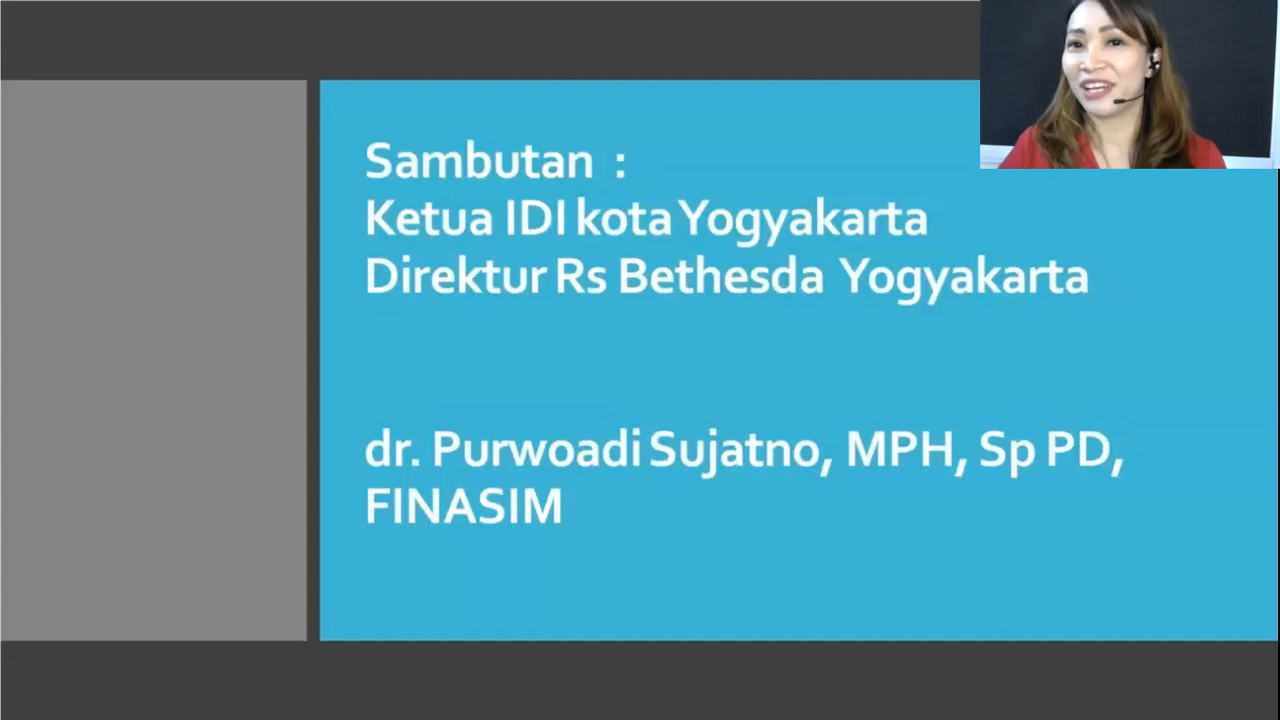 Sambutan :
Ketua IDI kota Yogyakarta
Direktur Rs Bethesda Yogyakarta
dr. Purwoadi Sujatno, MPH, Sp PD,
FINASIM